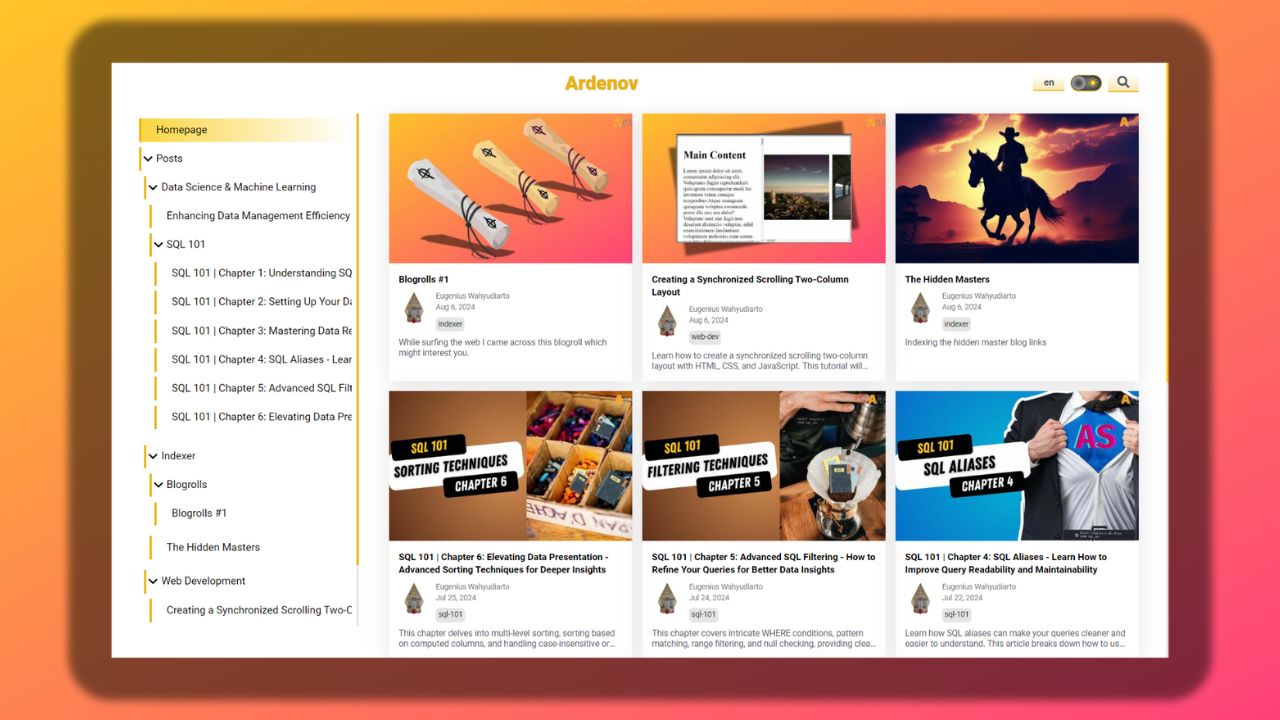 Ardenov
en
Homepage
Posts
Data Science & Machine Learning
Enhancing Data Management Efficiency
SQL 101
SQL 101 | Chapter 1: Understanding SQ
SQL 101 | Chapter 2: Setting Up Your Da
SQL 101 | Chapter 3: Mastering Data Re
SQL 101 | Chapter 4: SQL Aliases - Lear
SQL 101 | Chapter 5: Advanced SQL Filt
SQL 101 | Chapter 6: Elevating Data Pre
Indexer
Blogrolls
Blogrolls #1
The Hidden Masters
Web Development
Creating a Synchronized Scrolling Two-C
Blogrolls #1
Eugenius Wahyudiarto
Aug 6, 2024
indexer
While surfing the web I came across this blogroll which
might interest you.
Main Content
Lorem ipsum dolor sit amet,
consectetur adipisicing elit.
Creating a Synchronized Scrolling Two-Column
Layout
Eugenius Wahyudiarto
Aug 6, 2024
web-dev
Learn how to create a synchronized scrolling two-column
layout with HTML, CSS, and JavaScript. This tutorial will...
The Hidden Masters
Eugenius Wahyudiarto
Aug 6, 2024
indexer
Indexing the hidden master blog links
SQL 101
SORTING TECHNIQUES
CHAPTER 6
SQL 101 | Chapter 6: Elevating Data Presentation -
Advanced Sorting Techniques for Deeper Insights
Eugenius Wahyudiarto
Jul 25, 2024
sql-101
This chapter delves into multi-level sorting, sorting based
on computed columns, and handling case-insensitive or...
SQL 101
FILTERING TECHNIQUES
CHAPTER 5
SQL 101 | Chapter 5: Advanced SQL Filtering - How to
Refine Your Queries for Better Data Insights
Eugenius Wahyudiarto
Jul 24, 2024
sql-101
This chapter covers intricate WHERE conditions, pattern
matching, range filtering, and null checking, providing clea...
SQL 101
SQL ALIASES
CHAPTER 4
AS
SQL 101 | Chapter 4: SQL Aliases - Learn How to
Improve Query Readability and Maintainability
Eugenius Wahyudiarto
Jul 22, 2024
sql-101
Learn how SQL aliases can make your queries cleaner and
easier to understand. This article breaks down how to us...